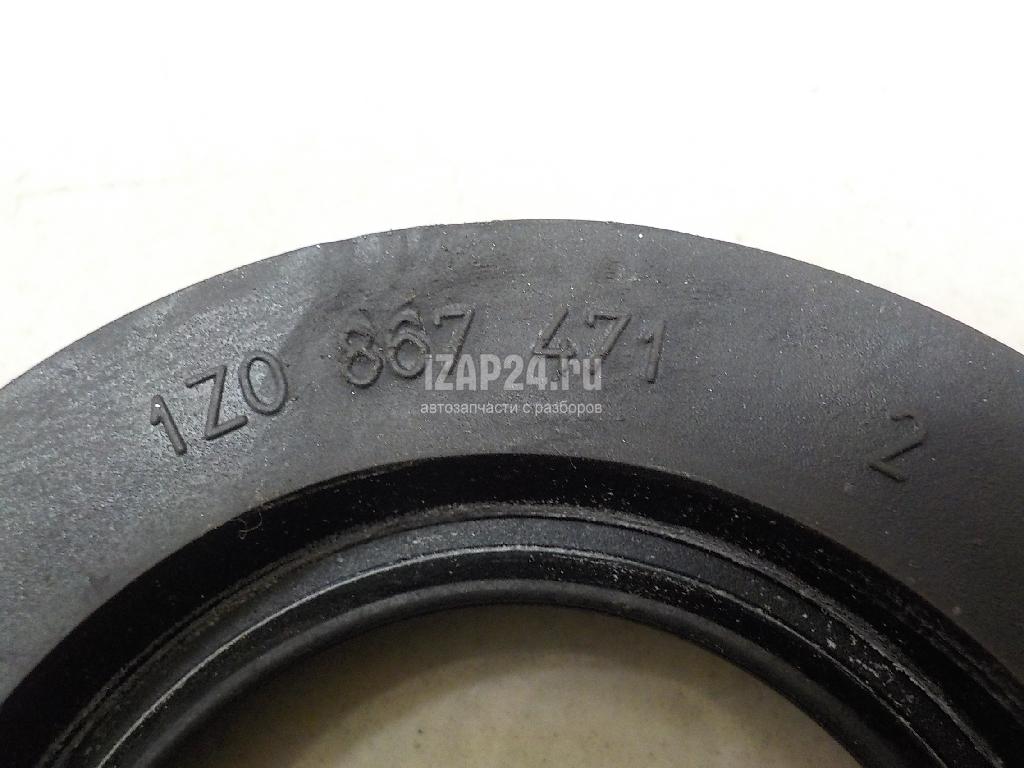 1Z0 867 471
2
IZAP24.ru
автозапчасти с разборов